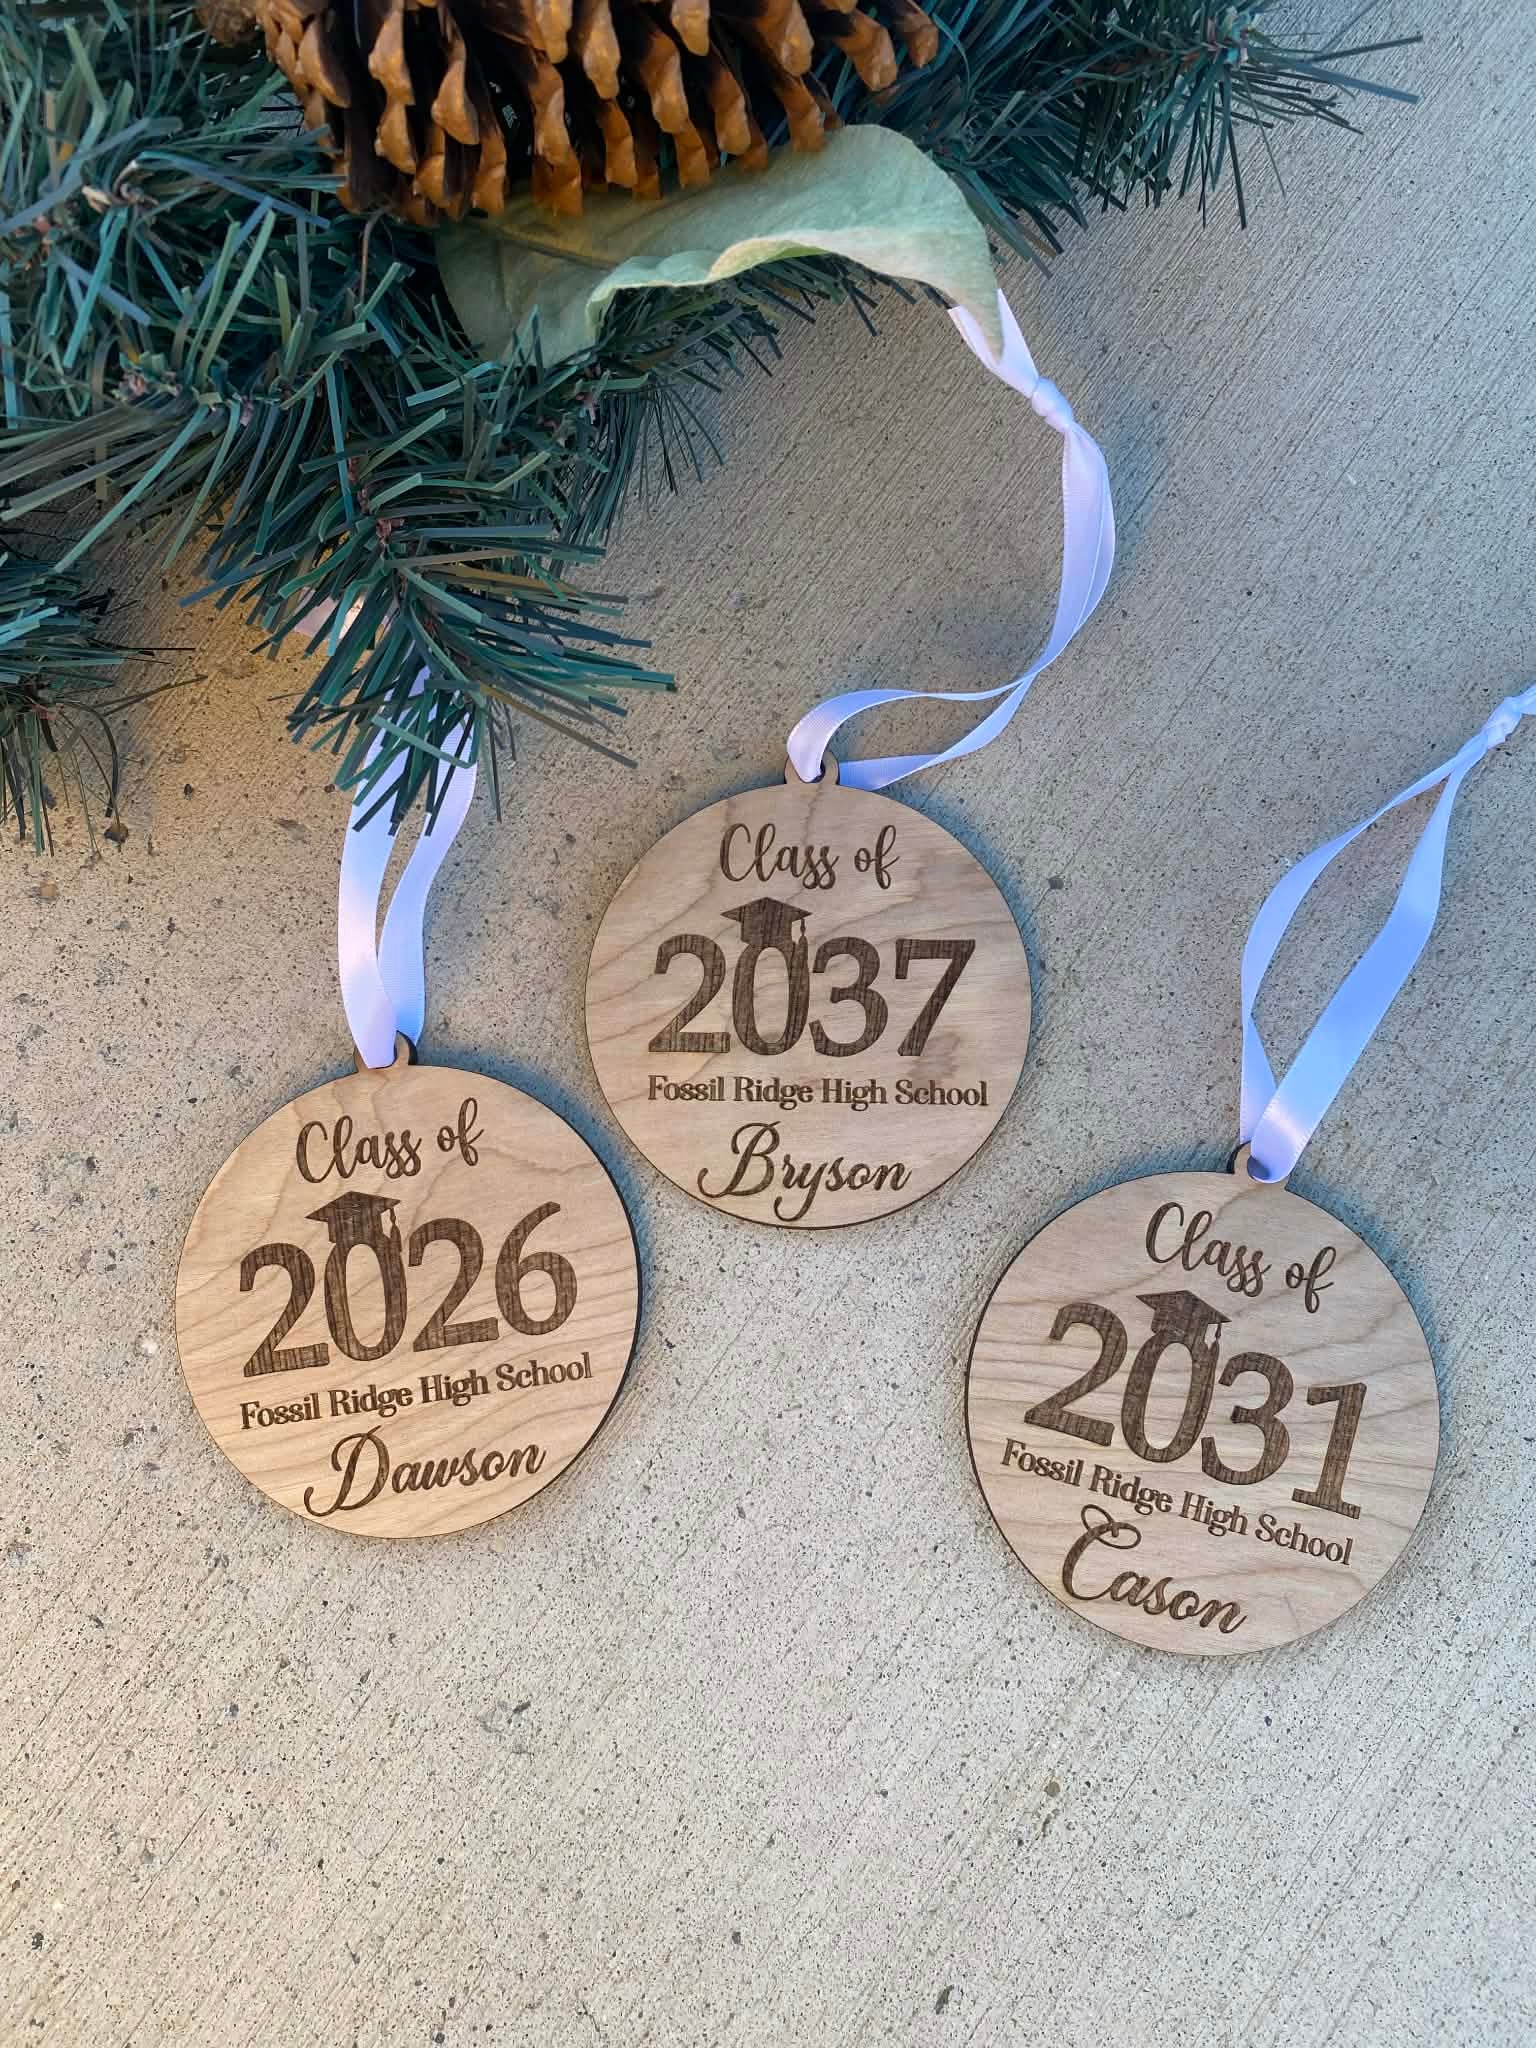 Class of
2026
Fossil Ridge High School
Dawson
Class of
2037
Fossil Ridge High School
Bryson
Class of
2031
Fossil Ridge High School
Cason